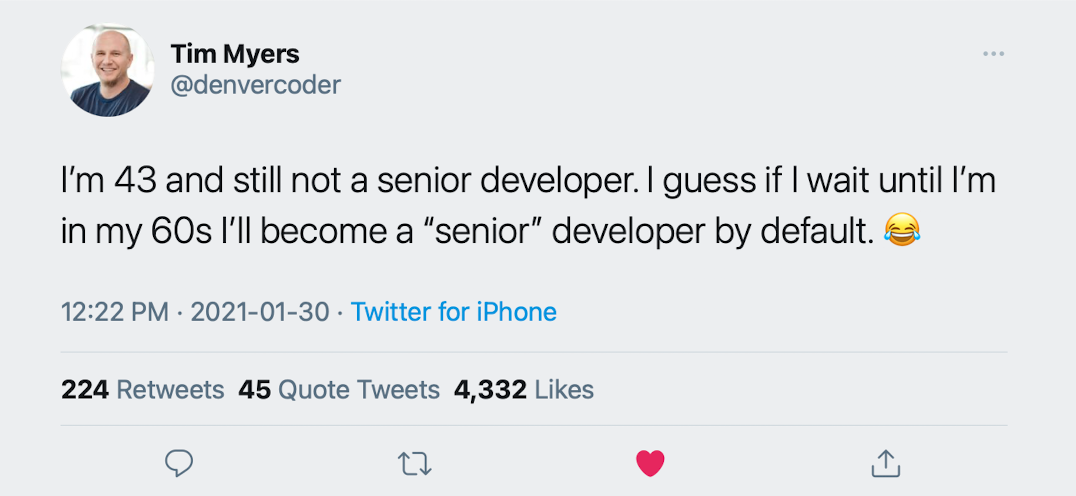 Tim Myers
@denvercoder
I’m 43 and still not a senior developer. I guess if I wait until I’m
in my 60s I’ll become a “senior” developer by default. 😂
12:22 PM · 2021-01-30 · Twitter for iPhone
224 Retweets 45 Quote Tweets 4,332 Likes